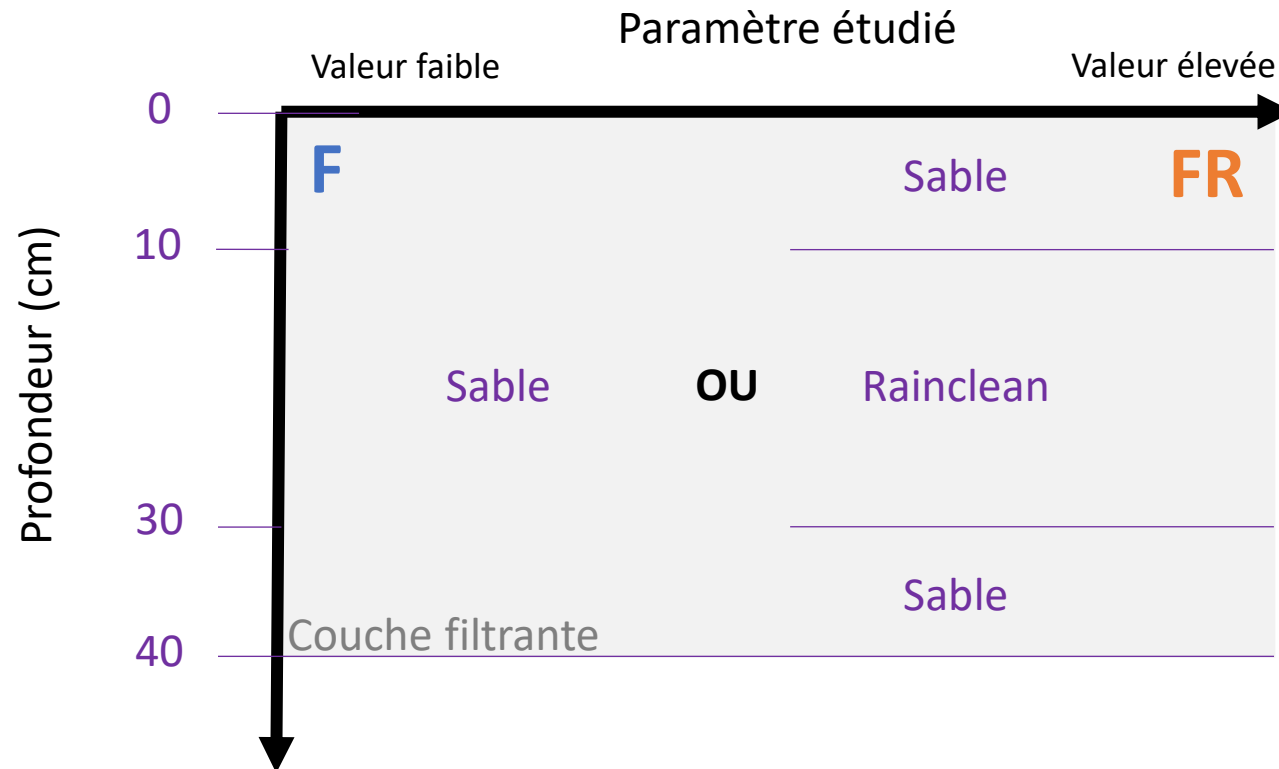 Paramètre étudié
Valeur faible
Valeur élevée
0
F
Sable
FR
10
Profondeur (cm)
Sable
OU
Rainclean
30
Sable
Couche filtrante
40